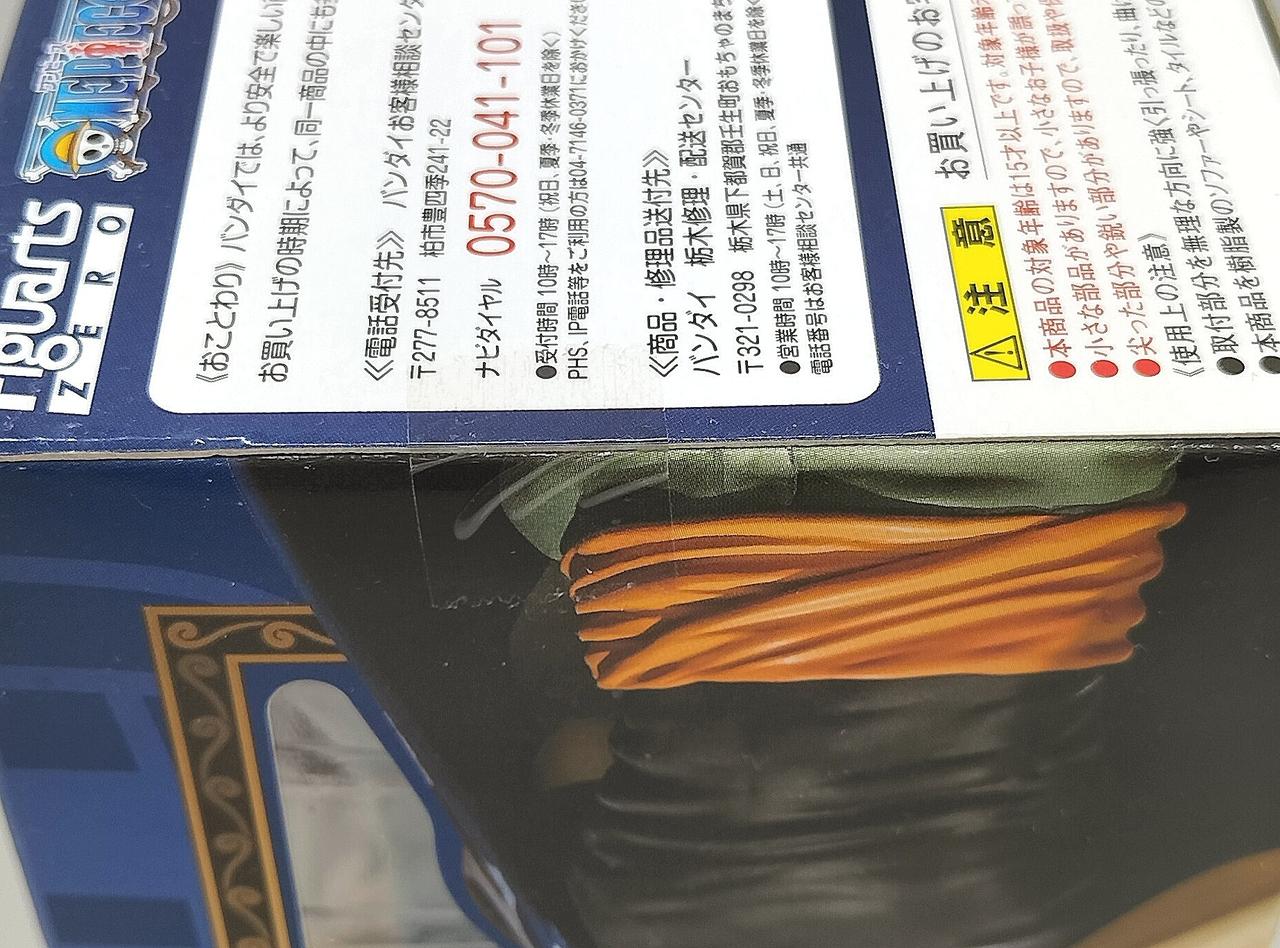 ONE PIECE
ワンピース
Figuarts
ZERO
《おことわり》 バンダイでは、より安全で楽しい
お買い上げの時期によって、同一商品の中にも
《電話受付先》 バンダイお客様相談セン
〒277-8511 柏市豊四季241-22
ナビダイヤル 0570-041-101
●受付時間 10時〜17時 (祝日、夏季・冬季休業日を除く)
PHS、IP電話等をご利用の方は04-7146-0371におかけくださ
《商品・修理品送付先》
バンダイ 栃木修理・配送センター
〒321-0298 栃木県下都賀郡壬生町おもちゃのまち
●営業時間 10時〜17時 (土、日、祝日、夏季・冬季休業日を除く
電話番号はお客様相談センター共通
お買い上げのお
注意
●本商品の対象年齢は15才以上です。対象年齢
●小さな部品がありますので、小さなお子様が誤っ
●尖った部分や鋭い部分がありますので、取扱や
《使用上の注意》
●取付部分を無理な方向に強く引っ張ったり、曲
●本商品を樹脂製のソファーやシート、タイルなどの